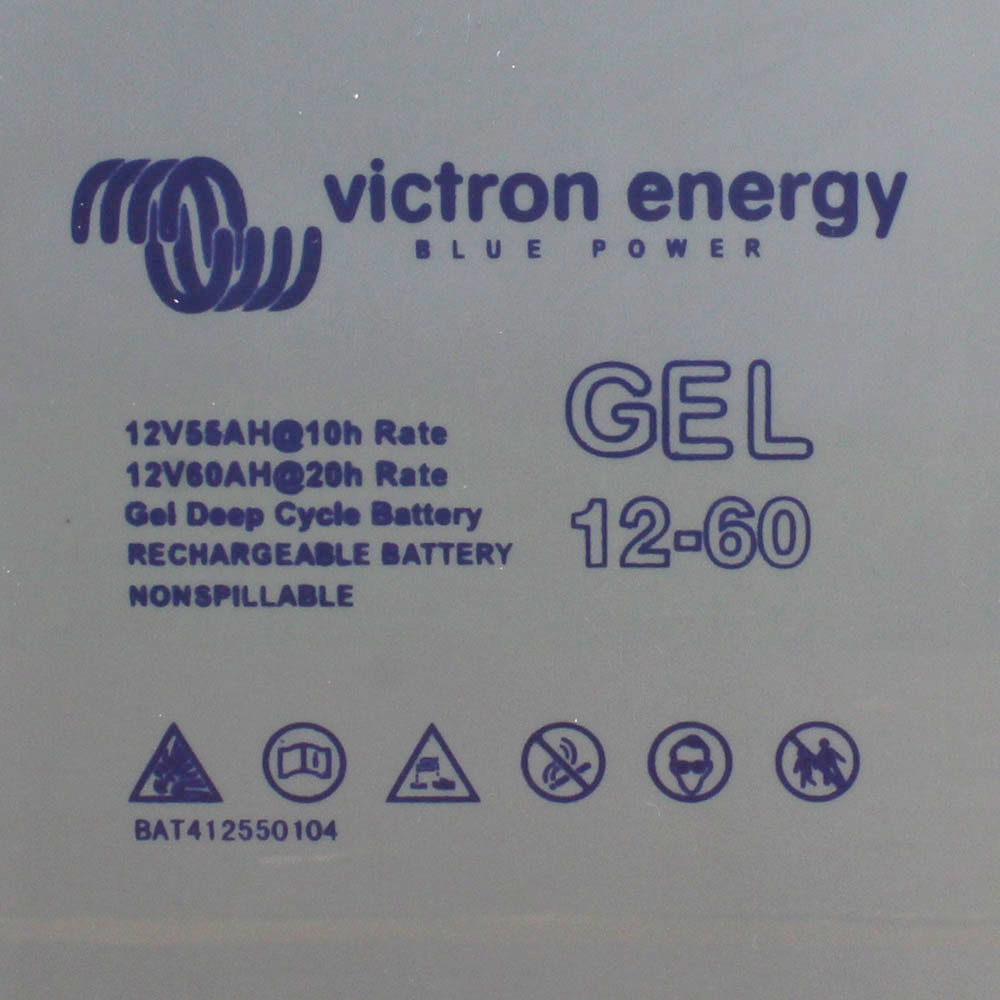 victron energy
BLUE POWER
GEL
12-60
12V55AH@10h Rate
12V60AH@20h Rate
Gel Deep Cycle Battery
RECHARGEABLE BATTERY
NONSPILLABLE
BAT412550104